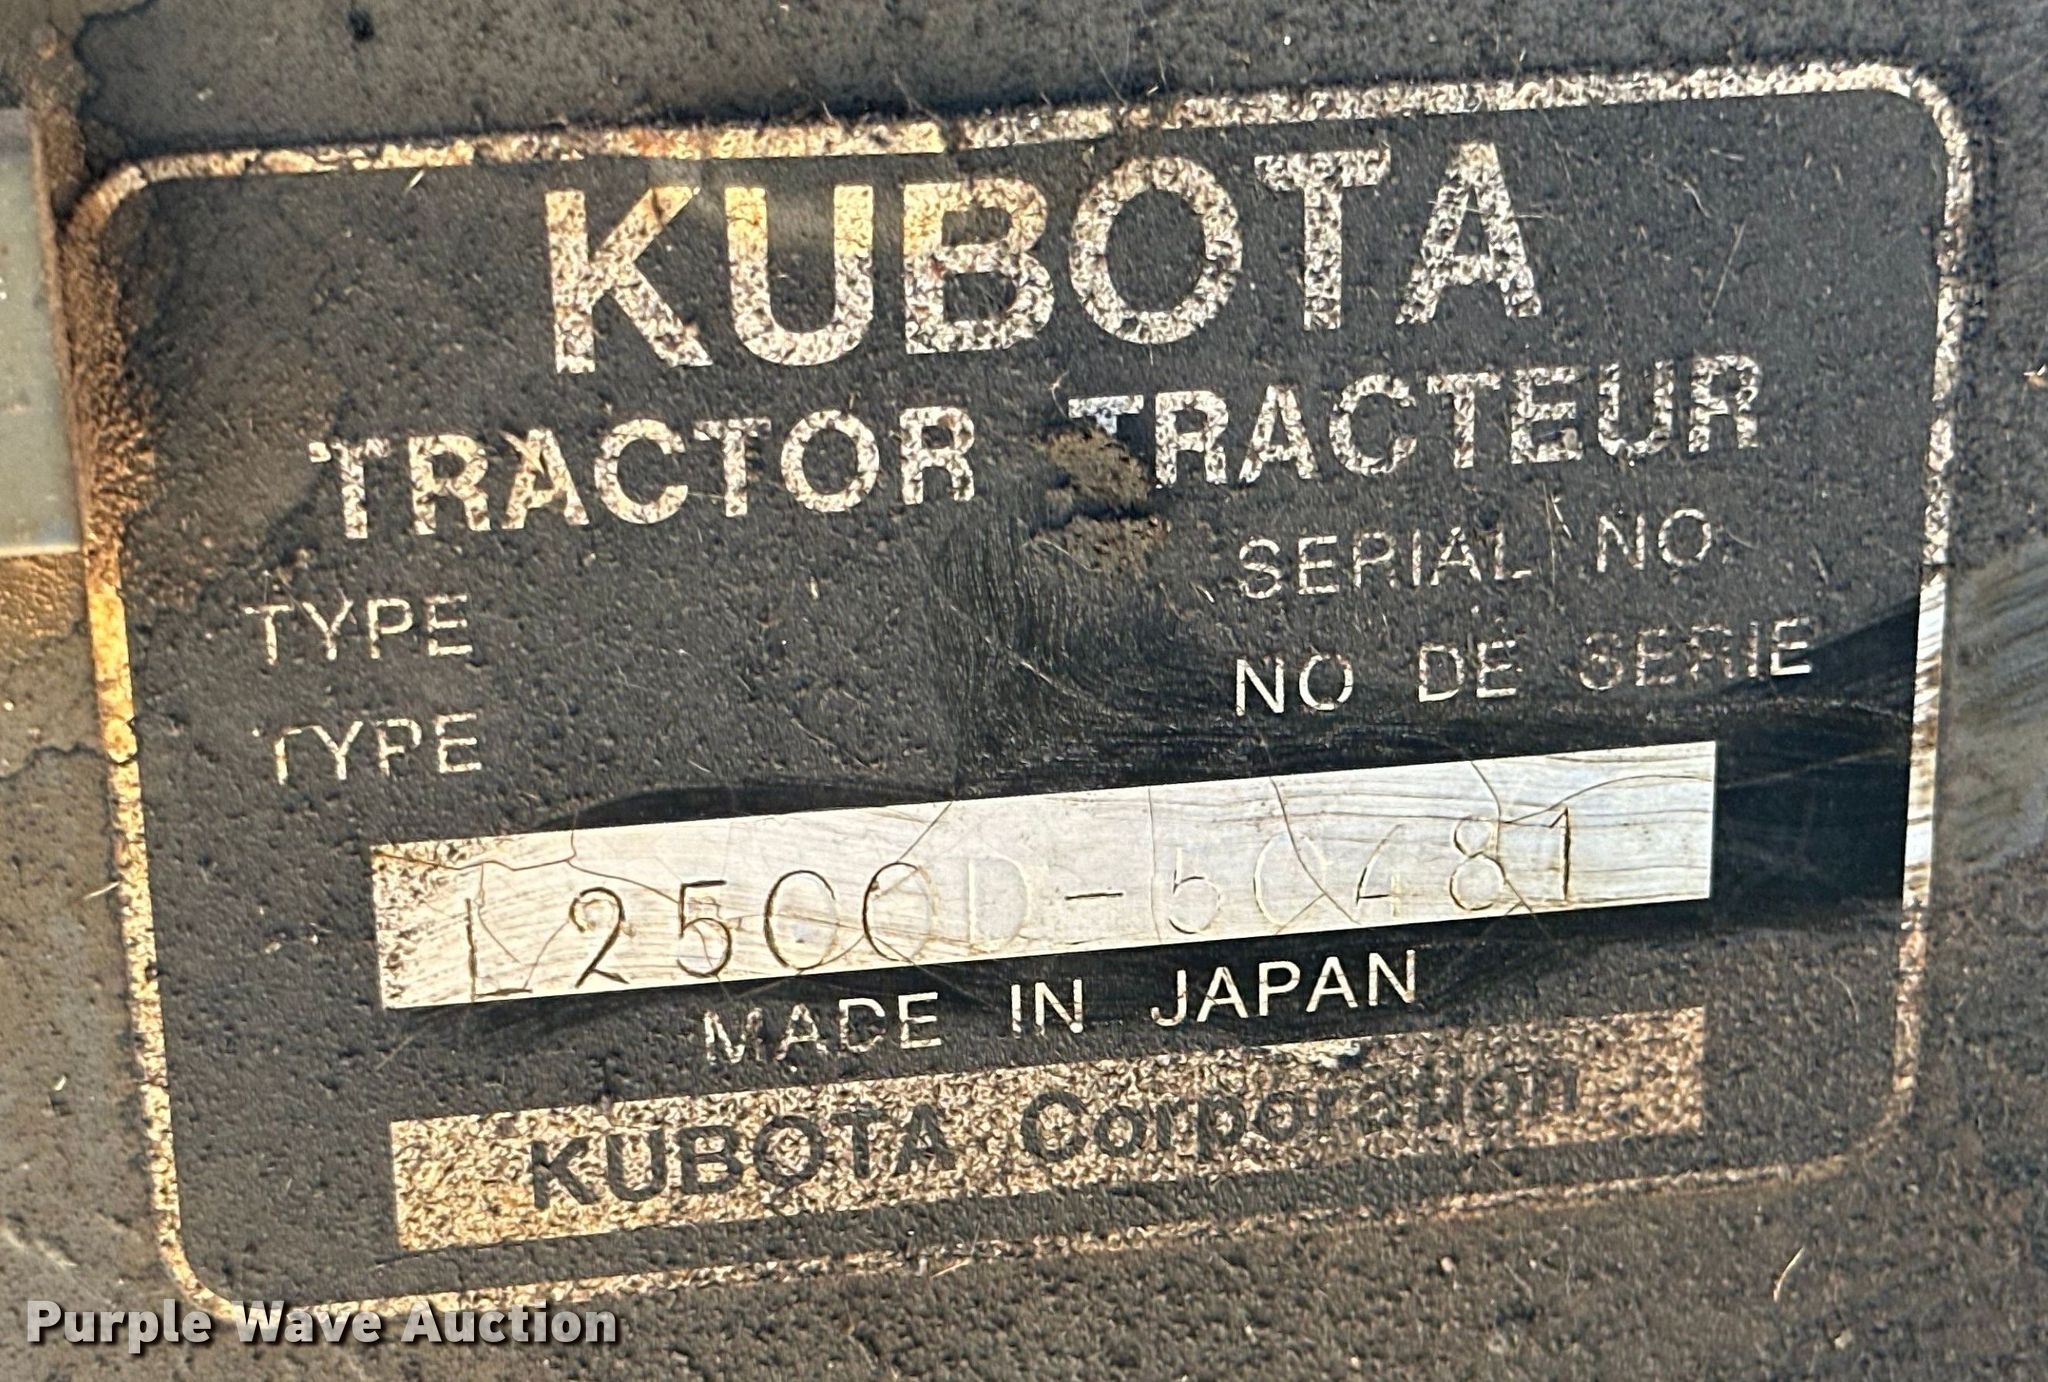 KUBOTA
TRACTOR TRACTEUR
TYPE SERIAL NO.
TYPE NO DE SERIE
L2500D-50481
MADE IN JAPAN
KUBOTA Corporation
Purple Wave Auction